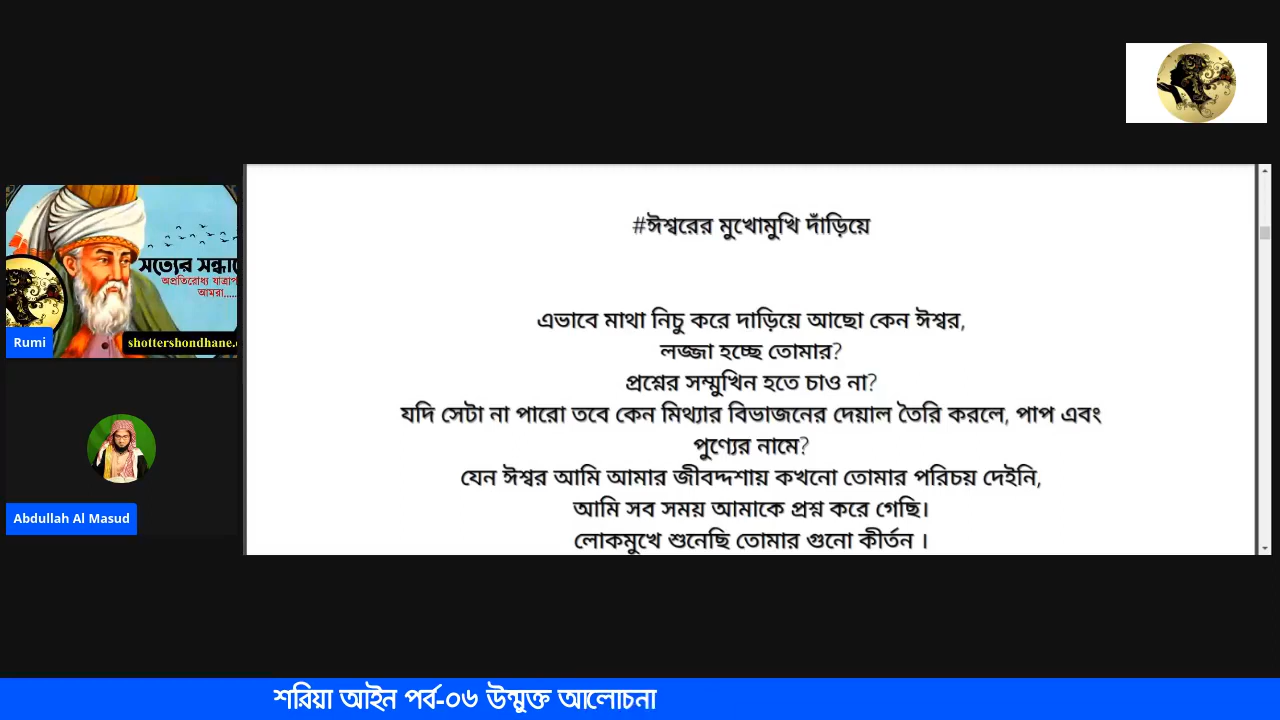 #ঈশ্বরের মুখোমুখি দাঁড়িয়ে
এভাবে মাথা নিচু করে দাড়িয়ে আছো কেন ঈশ্বর,
লজ্জা হচ্ছে তোমার?
প্রশ্নের সম্মুখিন হতে চাও না?
যদি সেটা না পারো তবে কেন মিথ্যার বিভাজনের দেয়াল তৈরি করলে, পাপ এবং
পুণ্যের নামে?
যেন ঈশ্বর আমি আমার জীবদ্দশায় কখনো তোমার পরিচয় দেইনি,
আমি সব সময় আমাকে প্রশ্ন করে গেছি।
লোকমুখে শুনেছি তোমার গুনো কীর্তন ।
সত্যের সন্ধানে
অপ্রতিরোধ্য যাত্রাপ
আমরা.....
Rumi
shottershondhane.
Abdullah Al Masud
শরিয়া আইন পর্ব-০৬ উন্মুক্ত আলোচনা